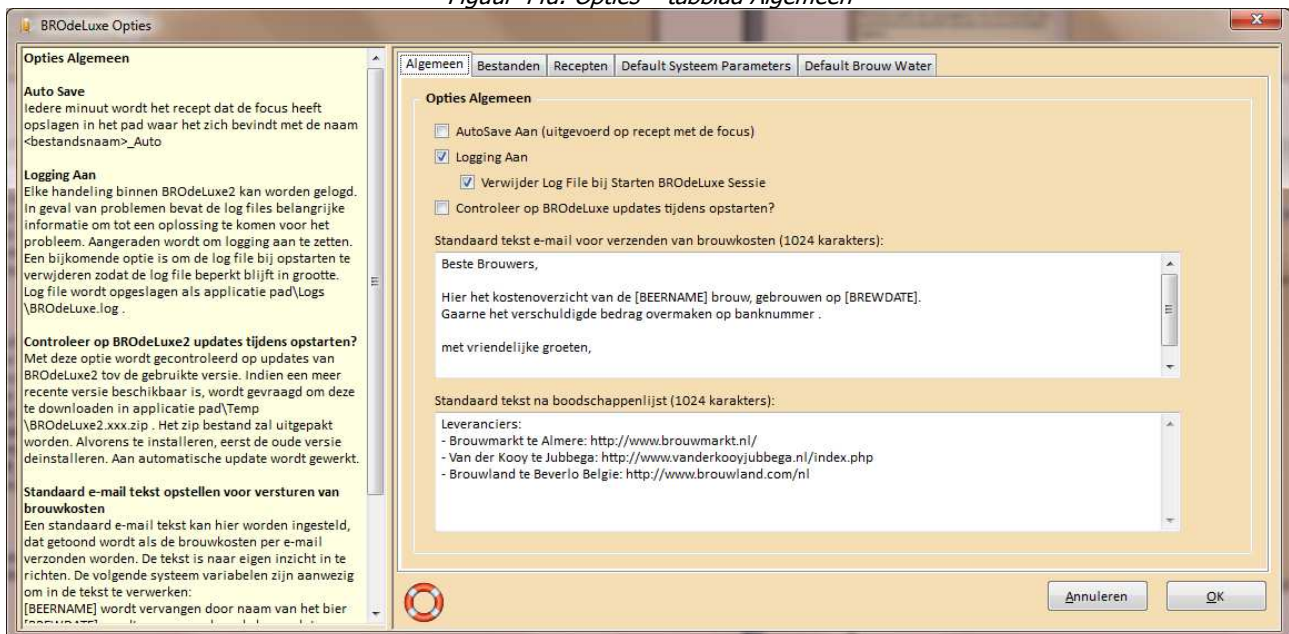 BROdeLuxe Opties
Opties Algemeen
Auto Save
Iedere minuut wordt het recept dat de focus heeft
opslagen in het pad waar het zich bevindt met de naam
<bestandsnaam>_Auto
Logging Aan
Elke handeling binnen BROdeLuxe2 kan worden gelogd.
In geval van problemen bevat de log files belangrijke
informatie om tot een oplossing te komen voor het
probleem. Aangeraden wordt om logging aan te zetten.
Een bijkomende optie is om de log file bij opstarten te
verwjderen zodat de log file beperkt blijft in grootte.
Log file wordt opgeslagen als applicatie pad\Logs
\BROdeLuxe.log .
Controleer op BROdeLuxe2 updates tijdens opstarten?
Met deze optie wordt gecontroleerd op updates van
BROdeLuxe2 tov de gebruikte versie. Indien een meer
recente versie beschikbaar is, wordt gevraagd om deze
te downloaden in applicatie pad\Temp
\BROdeLuxe2.xxx.zip . Het zip bestand zal uitgepakt
worden. Alvorens te installeren, eerst de oude versie
deinstalleren. Aan automatische update wordt gewerkt.
Standaard e-mail tekst opstellen voor versturen van
brouwkosten
Een standaard e-mail tekst kan hier worden ingesteld,
dat getoond wordt als de brouwkosten per e-mail
verzonden worden. De tekst is naar eigen inzicht in te
richten. De volgende systeem variabelen zijn aanwezig
om in de tekst te verwerken:
[BEERNAME] wordt vervangen door naam van het bier
Algemeen Bestanden Recepten Default Systeem Parameters Default Brouw Water
Opties Algemeen
AutoSave Aan (uitgevoerd op recept met de focus)
Logging Aan
Verwijder Log File bij Starten BROdeLuxe Sessie
Controleer op BROdeLuxe updates tijdens opstarten?
Standaard tekst e-mail voor verzenden van brouwkosten (1024 karakters):
Beste Brouwers,
Hier het kostenoverzicht van de [BEERNAME] brouw, gebrouwen op [BREWDATE].
Gaarne het verschuldigde bedrag overmaken op banknummer .
met vriendelijke groeten,
Standaard tekst na boodschappenlijst (1024 karakters):
Leveranciers:
- Brouwmarkt te Almere: http://www.brouwmarkt.nl/
- Van der Kooy te Jubbega: http://www.vanderkooyjubbega.nl/index.php
- Brouwland te Beverlo Belgie: http://www.brouwland.com/nl
Annuleren OK